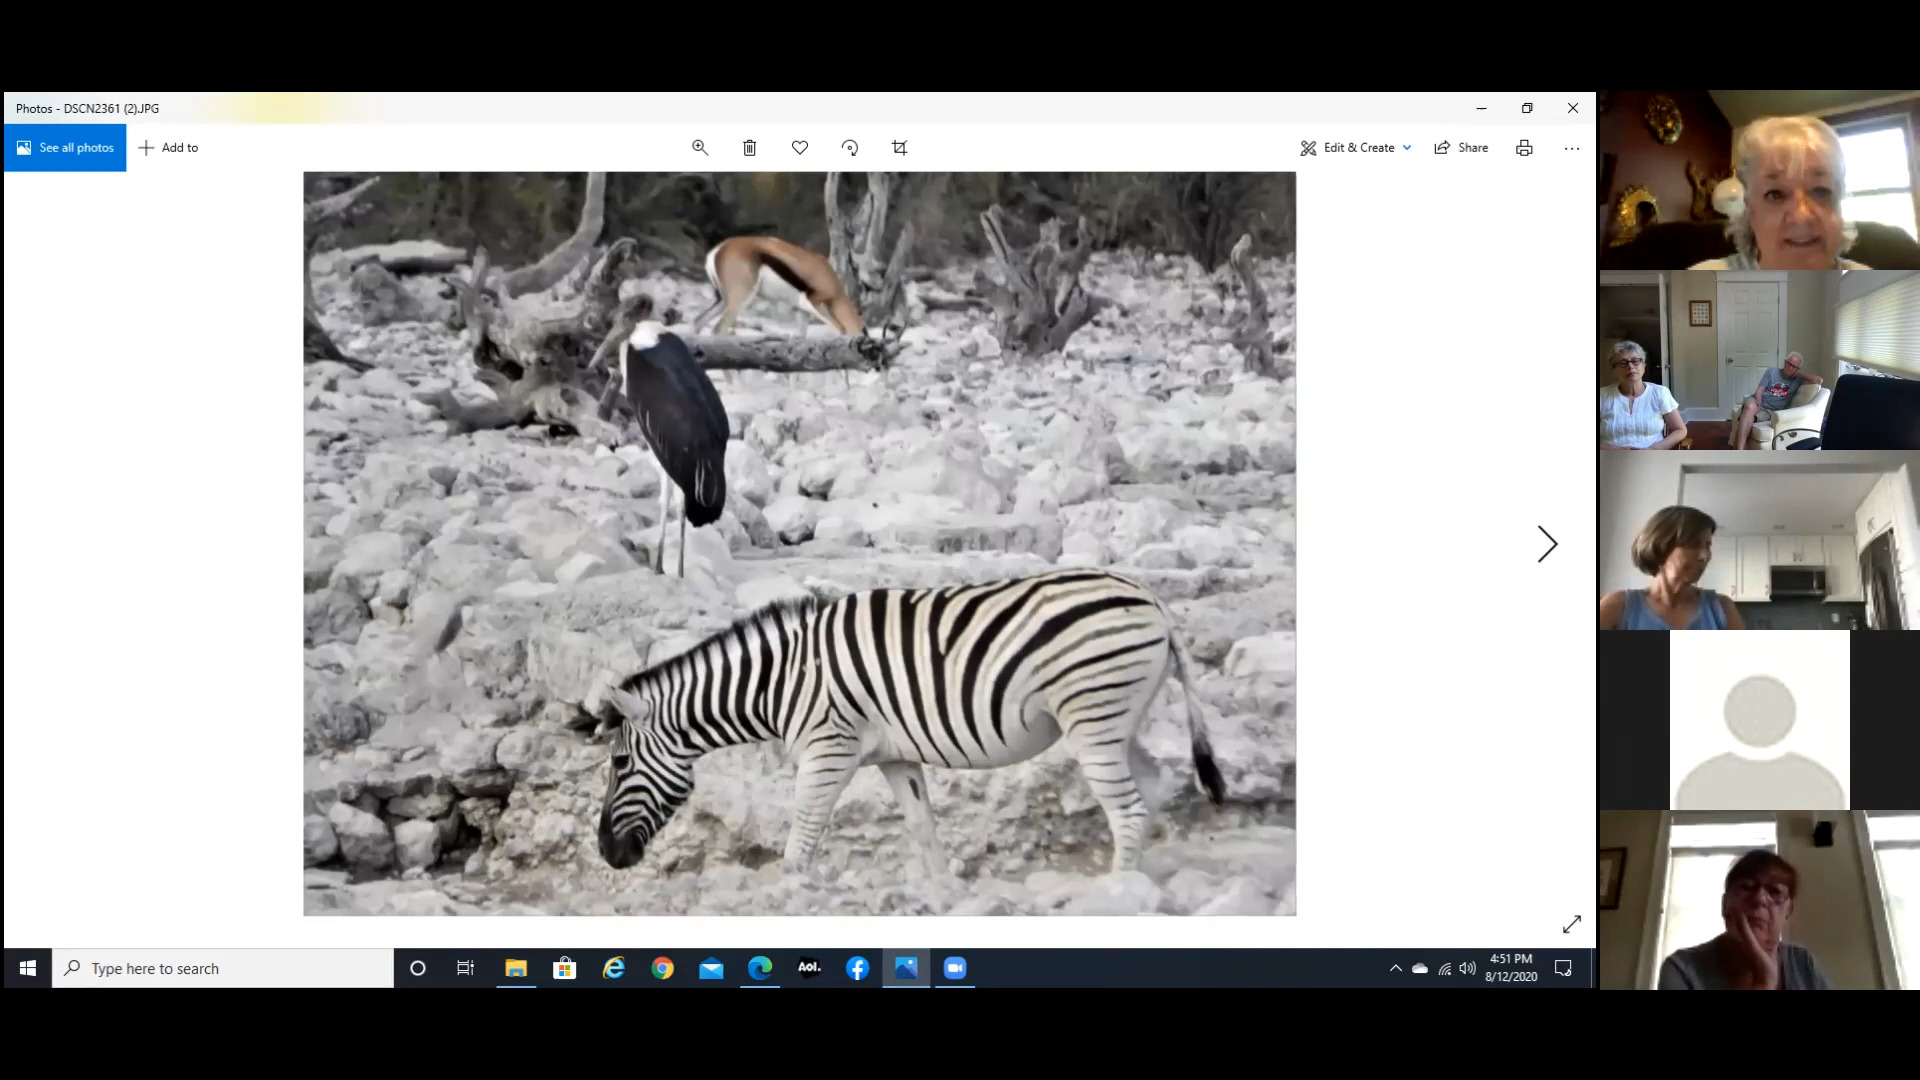 Photos - DSCN2361 (2).JPG
See all photos
Add to
Edit & Create
Share
Type here to search
Aol.
4:51 PM
8/12/2020